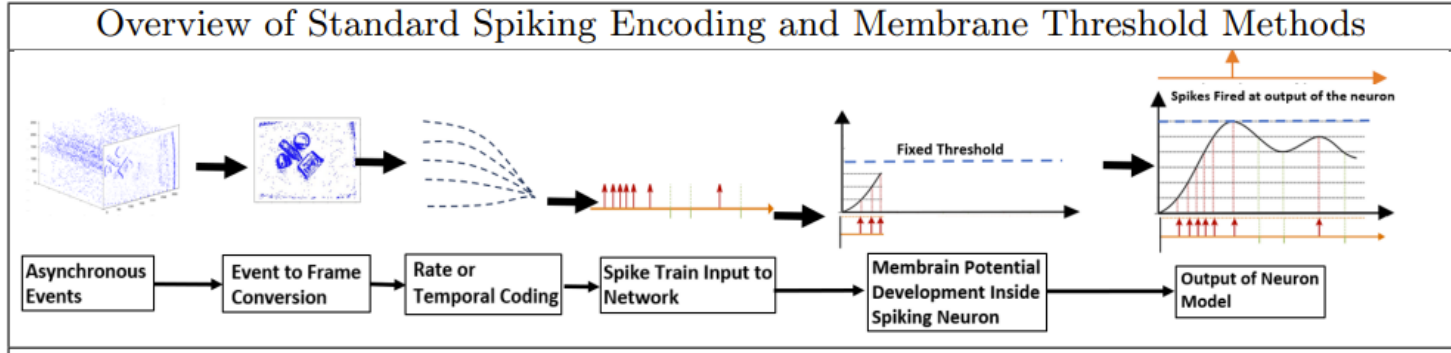 Overview of Standard Spiking Encoding and Membrane Threshold Methods
Spikes Fired at output of the neuron
Fixed Threshold
Asynchronous
Events
Event to Frame
Conversion
Rate or
Temporal Coding
Spike Train Input to
Network
Membrain Potential
Development Inside
Spiking Neuron
Output of Neuron
Model